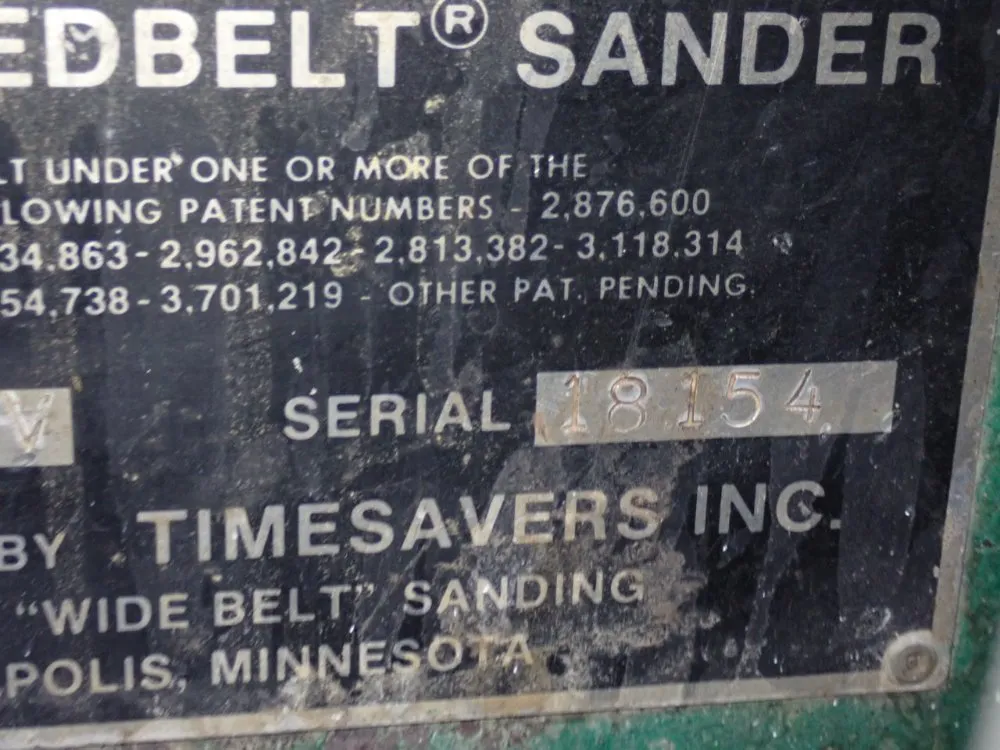 EDBELT® SANDER
LT UNDER ONE OR MORE OF THE
LOWING PATENT NUMBERS - 2,876,600
34,863 - 2,962,842 - 2,813,382 - 3,118,314
54,738 - 3,701,219 - OTHER PAT. PENDING.
V SERIAL 18154
BY TIMESAVERS INC.
"WIDE BELT" SANDING
POLIS, MINNESOTA